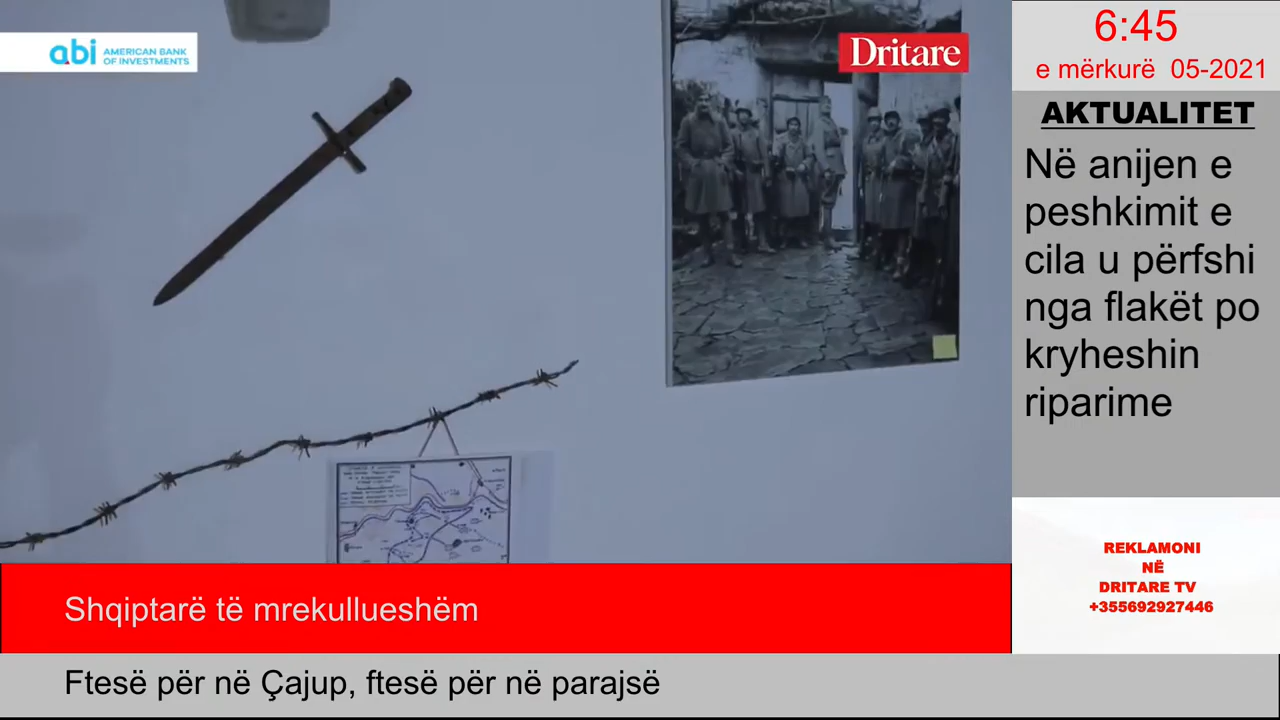 abi AMERICAN BANK
OF INVESTMENTS
Dritare
6:45
e mërkurë 05-2021
AKTUALITET
Në anijen e
peshkimit e
cila u përfshi
nga flakët po
kryheshin
riparime
REKLAMONI
NË
DRITARE TV
+355692927446
Shqiptarë të mrekullueshëm
Ftesë për në Çajup, ftesë për në parajsë